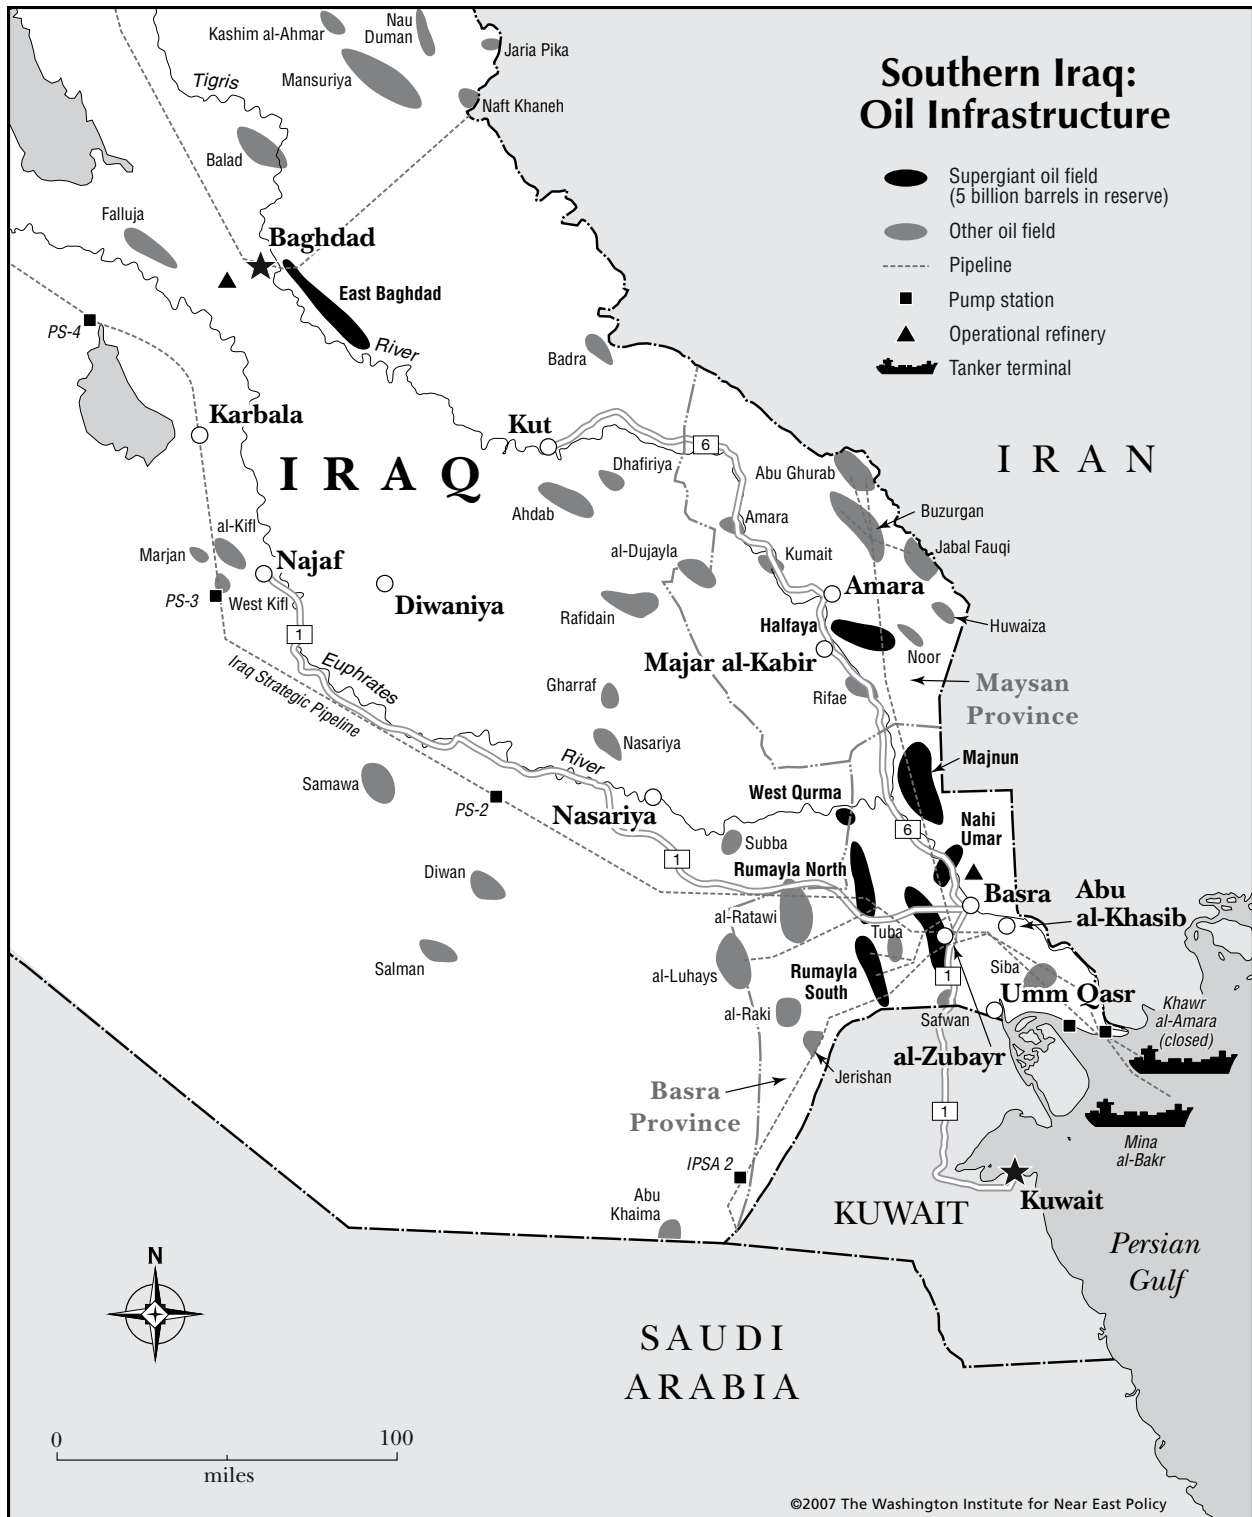 Southern Iraq:
Oil Infrastructure
Supergiant oil field
(5 billion barrels in reserve)
Other oil field
Pipeline
Pump station
Operational refinery
Tanker terminal
Kashim al-Ahmar
Nau
Duman
Jaria Pika
Mansuriya
Naft Khaneh
Tigris
Balad
Falluja
Baghdad
East Baghdad
River
PS-4
Badra
Karbala
Kut
6
IRAN
IRAQ
Dhafiriya
Abu Ghurab
Ahdab
Buzurgan
Amara
al-Kifl
Jabal Fauqi
Marjan
al-Dujayla
Kumait
Najaf
Amara
PS-3
West Kifl
Diwaniya
Rafidain
Halfaya
Huwaiza
1
Noor
Majar al-Kabir
Euphrates
Iraq Strategic Pipeline
Gharraf
Rifae
Maysan
Province
Nasariya
Majnun
River
Samawa
West Qurma
PS-2
Nasariya
6
Nahi
Umar
Subba
1
Rumayla North
Diwan
Basra
Abu
al-Khasib
al-Ratawi
Tuba
Salman
al-Luhays
Rumayla
South
1
Siba
Umm Qasr
al-Raki
Safwan
Khawr
al-Amara
(closed)
al-Zubayr
Jerishan
Basra
Province
1
Mina
al-Bakr
IPSA 2
Abu
Khaima
KUWAIT
Kuwait
Persian
Gulf
N
SAUDI
ARABIA
0 100
miles
©2007 The Washington Institute for Near East Policy